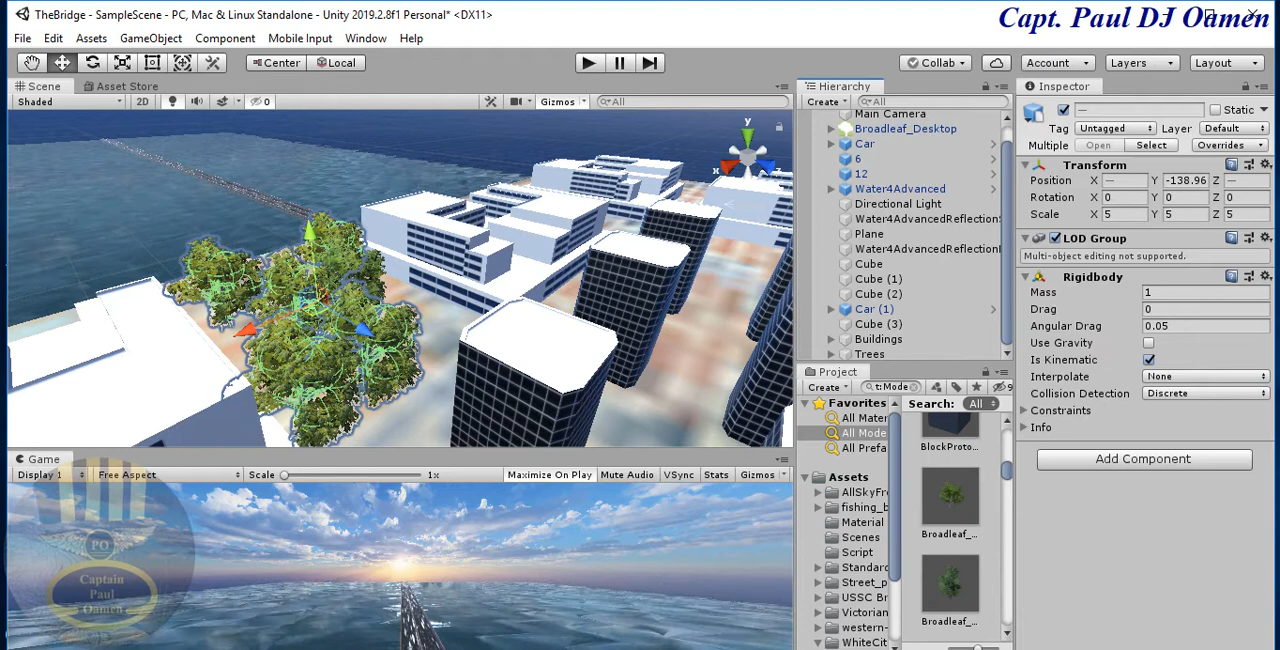 TheBridge - SampleScene - PC, Mac & Linux Standalone - Unity 2019.2.8f1 Personal* <DX11>
Capt. Paul DJ Oamen
File Edit Assets GameObject Component Mobile Input Window Help
Center Local Collab Account Layers Layout
Scene Asset Store
Shaded 2D 0 Gizmos All
y
x
Hierarchy
Create All
Main Camera
Broadleaf_Desktop
Car
6
12
Water4Advanced
Directional Light
Water4AdvancedReflection
Plane
Water4AdvancedReflection
Cube
Cube (1)
Cube (2)
Car (1)
Cube (3)
Buildings
Trees
Project
Create t:Mode 9
Favorites
All Mater
All Mode
All Prefa
Assets
AllSkyFre
fishing_b
Material
Scenes
Script
Standard
Street_p
USSC Br
Victorian
western-
WhiteCit
Search: All
BlockProto...
Broadleaf_...
Broadleaf_...
Inspector
— Static
Tag Untagged Layer Default
Multiple Open Select Overrides
Transform
Position X — Y -138.96 Z —
Rotation X 0 Y 0 Z 0
Scale X 5 Y 5 Z 5
LOD Group
Multi-object editing not supported.
Rigidbody
Mass 1
Drag 0
Angular Drag 0.05
Use Gravity
Is Kinematic
Interpolate None
Collision Detection Discrete
Constraints
Info
Add Component
Game
Display 1 Free Aspect Scale 1x Maximize On Play Mute Audio VSync Stats Gizmos
PO
Captain
Paul
Oamen